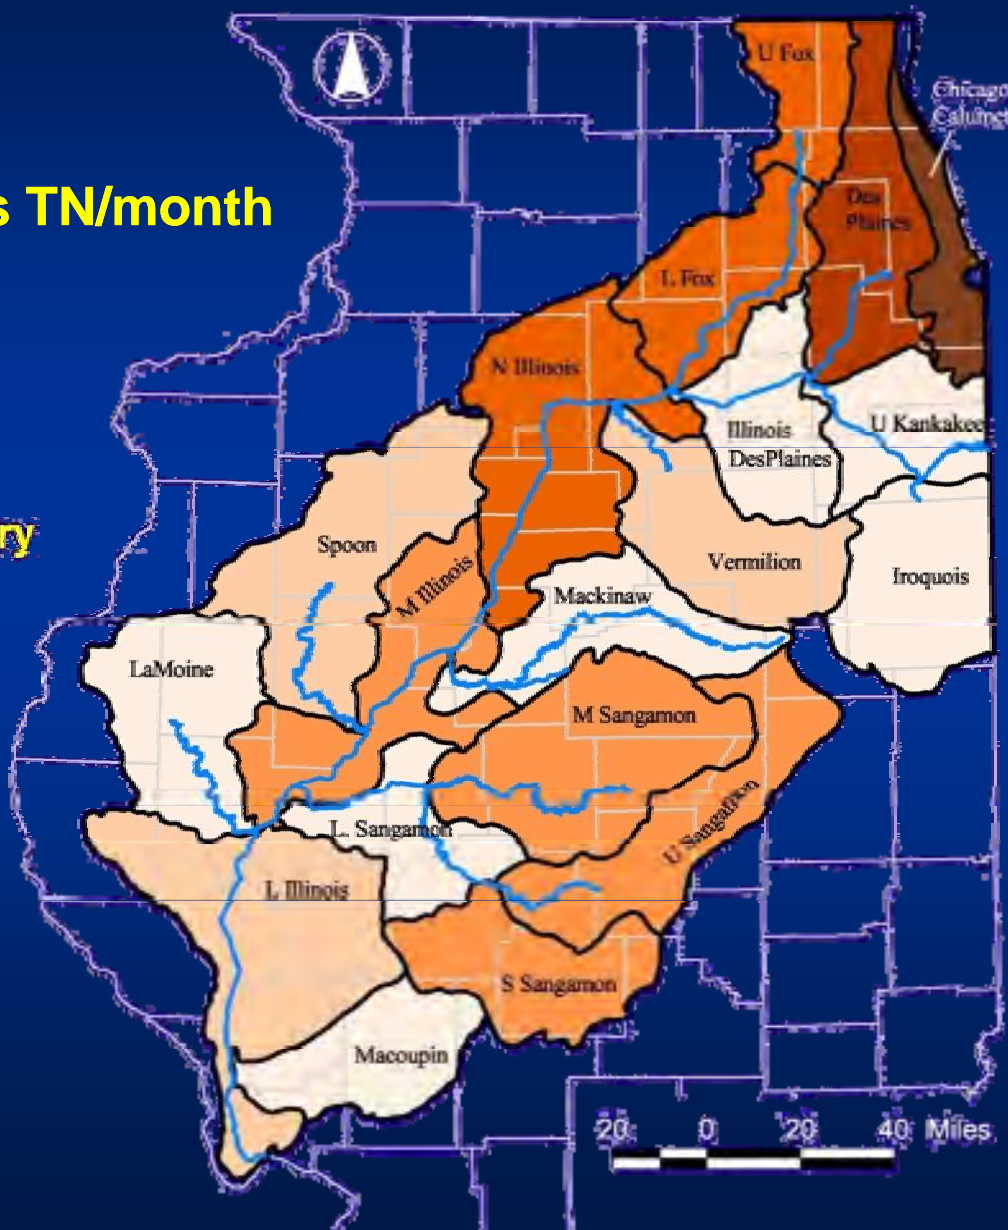 U Fox
Chicago
Calumet
s TN/month
Des
Plaines
L Fox
N Illinois
U Kankakee
Illinois
DesPlaines
ry
Spoon
Vermilion
M Illinois
Iroquois
Mackinaw
LaMoine
M Sangamon
U Sangamon
L. Sangamon
L Illinois
S Sangamon
Macoupin
20 0 20 40 Miles